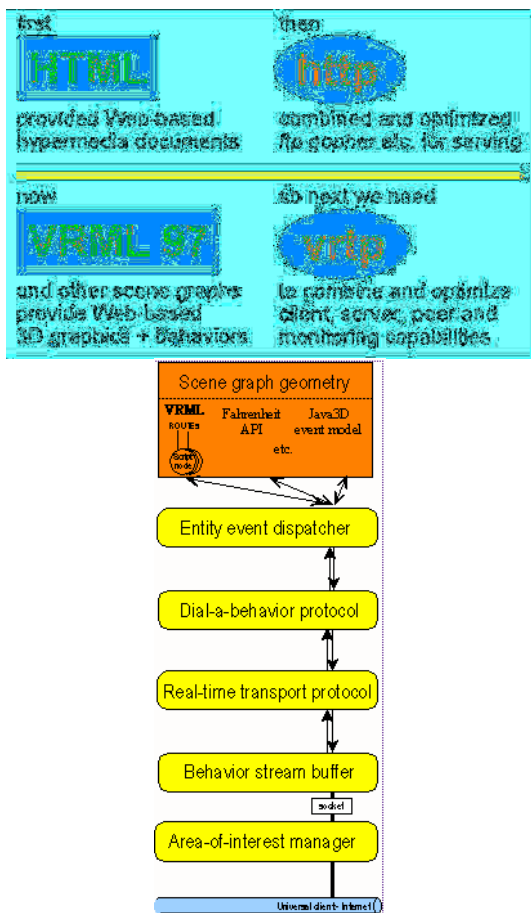 first
HTML
provided Web-based
hypermedia documents
then
http
combined and optimized
ftp gopher etc. for serving
now
VRML 97
and other scene graphs
provide Web-based
3D graphics + behaviors
so next we need
vrtp
to combine and optimize
client, server, peer and
monitoring capabilities
Scene graph geometry
VRML
ROUTEs
Script
node
Fahrenheit
API
Java3D
event model
etc.
Entity event dispatcher
Dial-a-behavior protocol
Real-time transport protocol
Behavior stream buffer
socket
Area-of-interest manager
Universal client - Internet